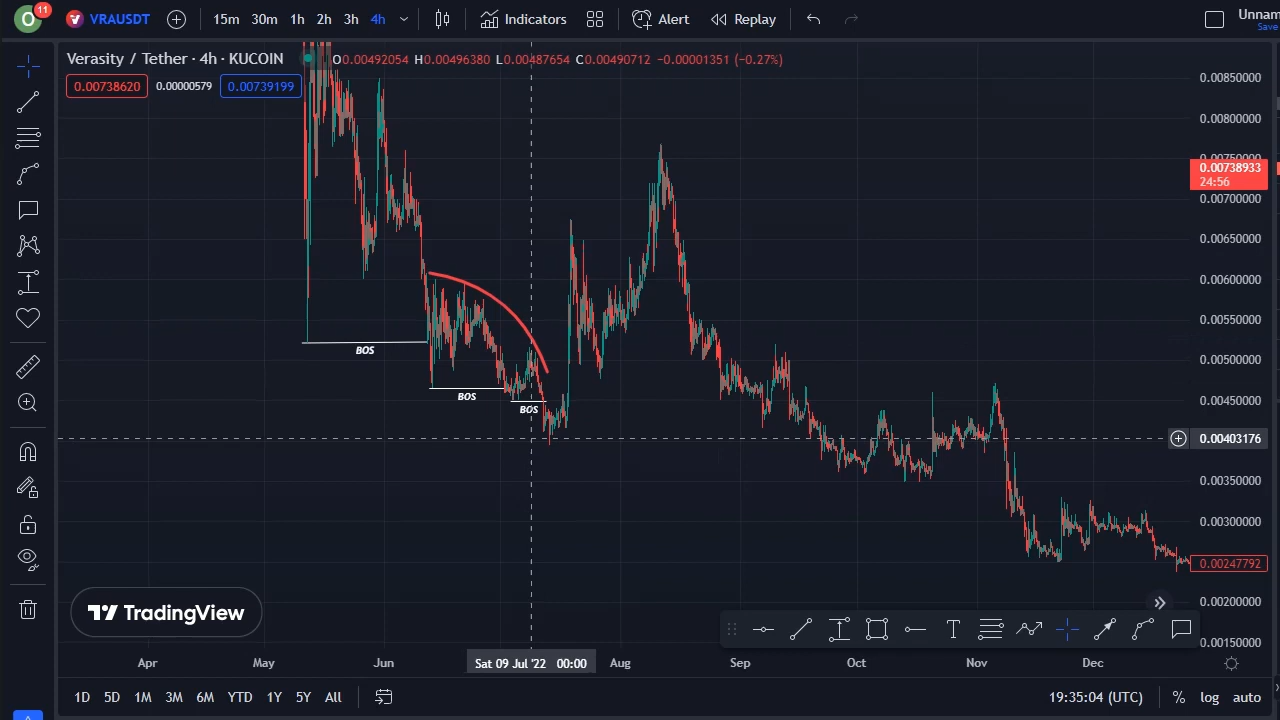 O 11 VRAUSDT 15m 30m 1h 2h 3h 4h Indicators Alert Replay Unnam
Save
Verasity / Tether · 4h · KUCOIN O0.00492054 H0.00496380 L0.00487654 C0.00490712 −0.00001351 (−0.27%)
0.00738620 0.00000579 0.00739199
0.00850000
0.00800000
0.00750000
0.00738933
24:56
0.00700000
0.00650000
0.00600000
0.00550000
BOS
0.00500000
BOS
0.00450000
BOS
0.00403176
0.00350000
0.00300000
0.00247792
0.00200000
TradingView
T
0.00150000
Apr May Jun Sat 09 Jul '22 00:00 Aug Sep Oct Nov Dec
1D 5D 1M 3M 6M YTD 1Y 5Y All 19:35:04 (UTC) % log auto